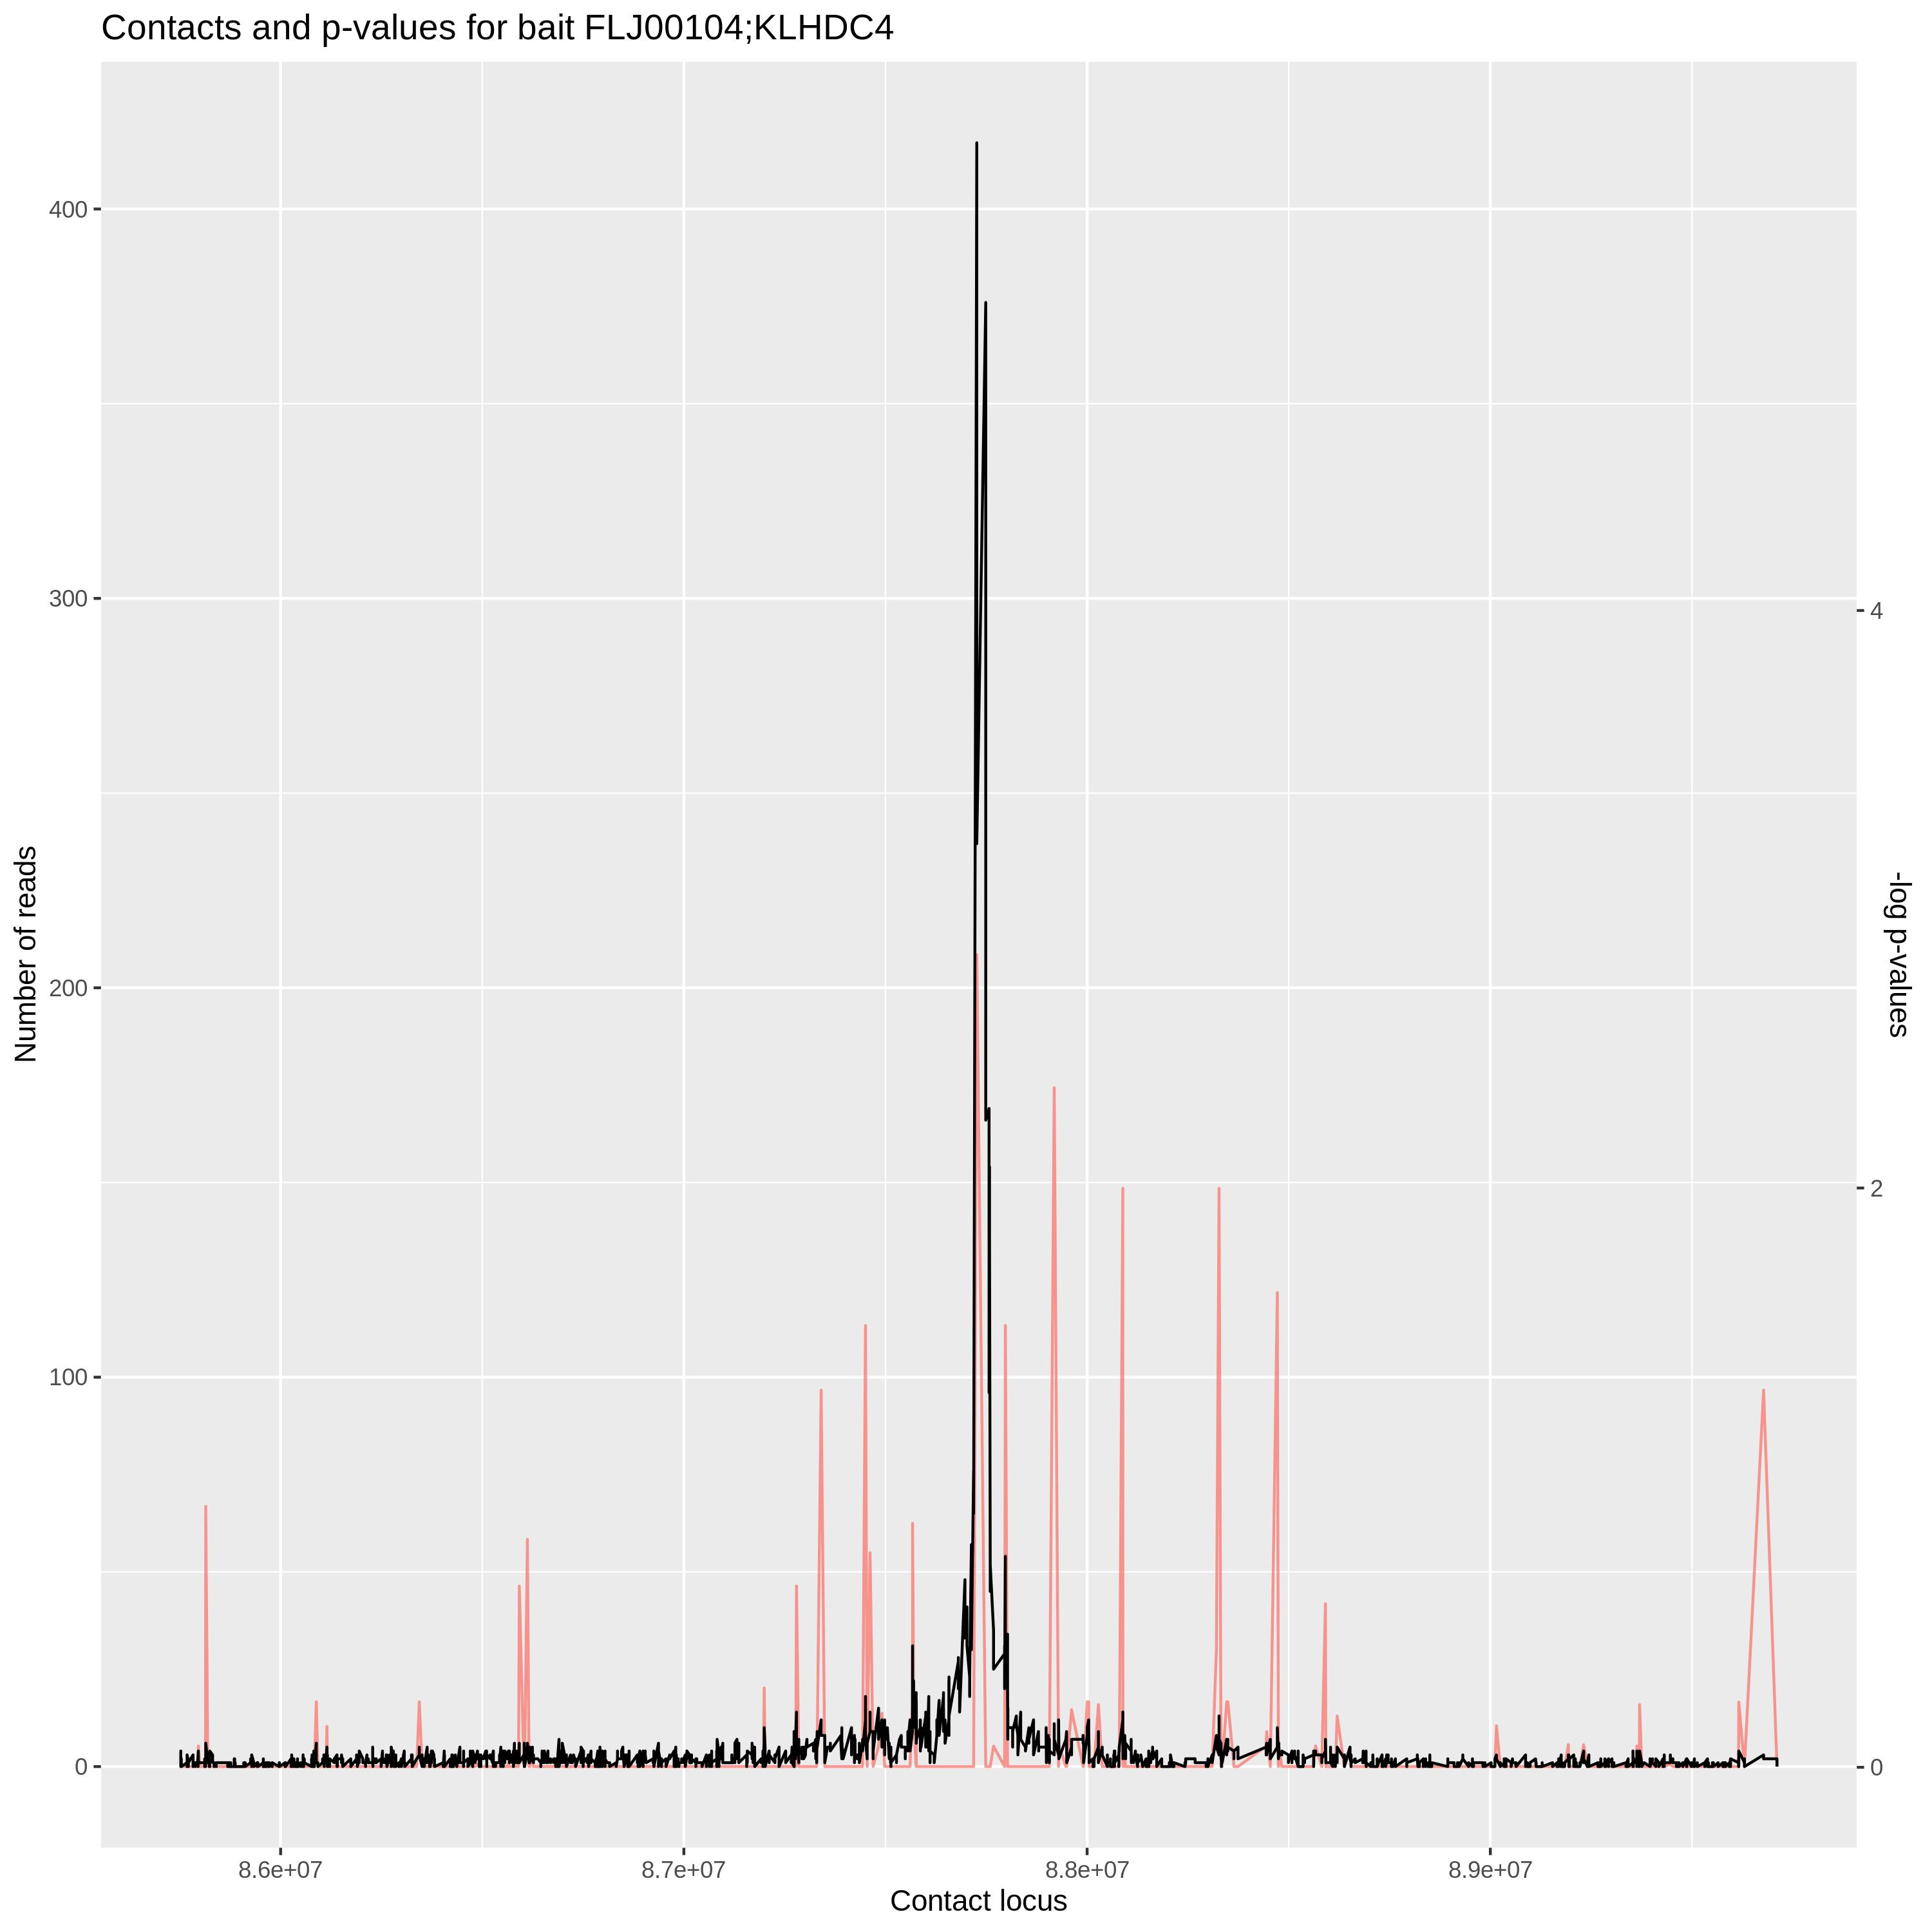 Contacts and p-values for bait FLJ00104;KLHDC4
400
300
200
100
0
Number of reads
4
2
0
-log p-values
8.6e+07
8.7e+07
8.8e+07
8.9e+07
Contact locus